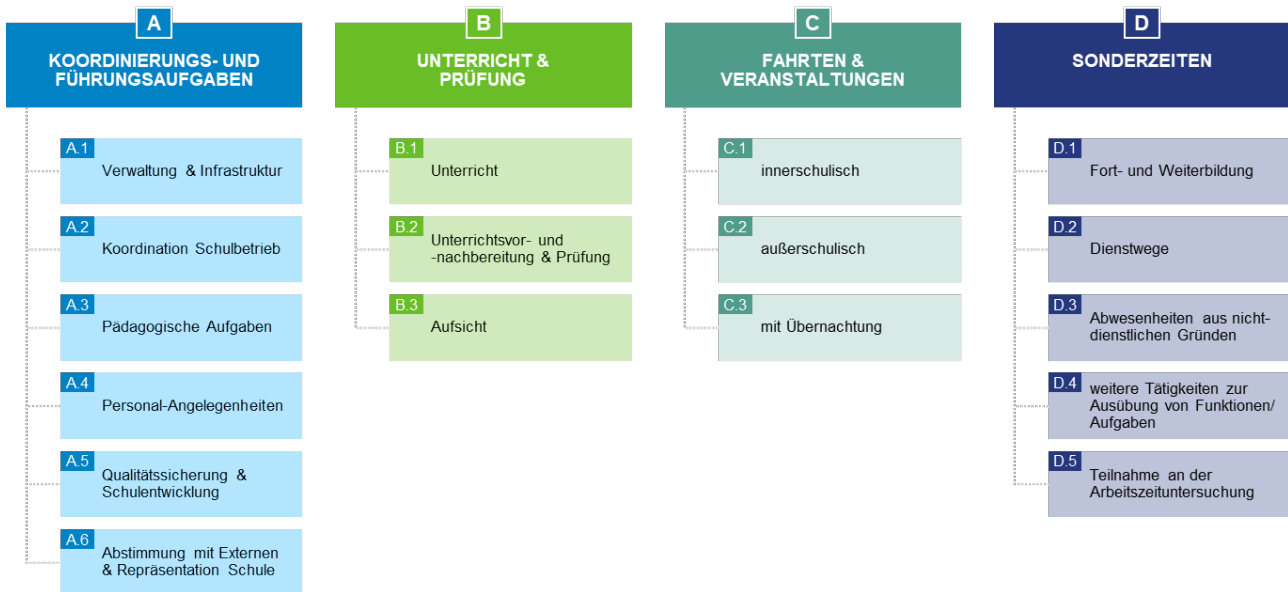 A
KOORDINIERUNGS- UND
FÜHRUNGSAUFGABEN
A.1
Verwaltung & Infrastruktur
A.2
Koordination Schulbetrieb
A.3
Pädagogische Aufgaben
A.4
Personal-Angelegenheiten
A.5
Qualitätssicherung &
Schulentwicklung
A.6
Abstimmung mit Externen
& Repräsentation Schule
B
UNTERRICHT &
PRÜFUNG
B.1
Unterricht
B.2
Unterrichtsvor- und
-nachbereitung & Prüfung
B.3
Aufsicht
C
FAHRTEN &
VERANSTALTUNGEN
C.1
innerschulisch
C.2
außerschulisch
C.3
mit Übernachtung
D
SONDERZEITEN
D.1
Fort- und Weiterbildung
D.2
Dienstwege
D.3
Abwesenheiten aus nicht-
dienstlichen Gründen
D.4
weitere Tätigkeiten zur
Ausübung von Funktionen/
Aufgaben
D.5
Teilnahme an der
Arbeitszeituntersuchung